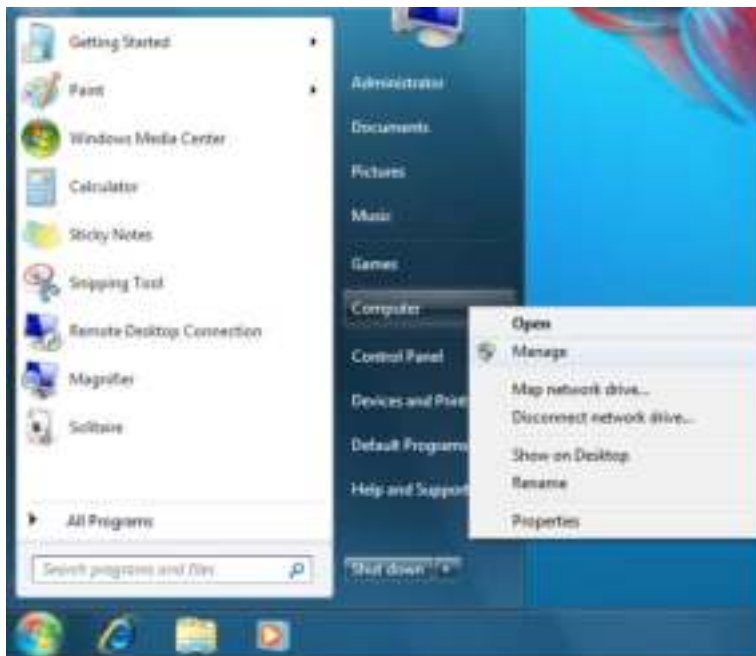 Getting Started
Paint
Windows Media Center
Calculator
Sticky Notes
Snipping Tool
Remote Desktop Connection
Magnifier
Solitaire
All Programs
Search programs and files
Administrator
Documents
Pictures
Music
Games
Computer
Control Panel
Devices and Print
Default Programs
Help and Support
Shut down
Open
Manage
Map network drive...
Disconnect network drive...
Show on Desktop
Rename
Properties